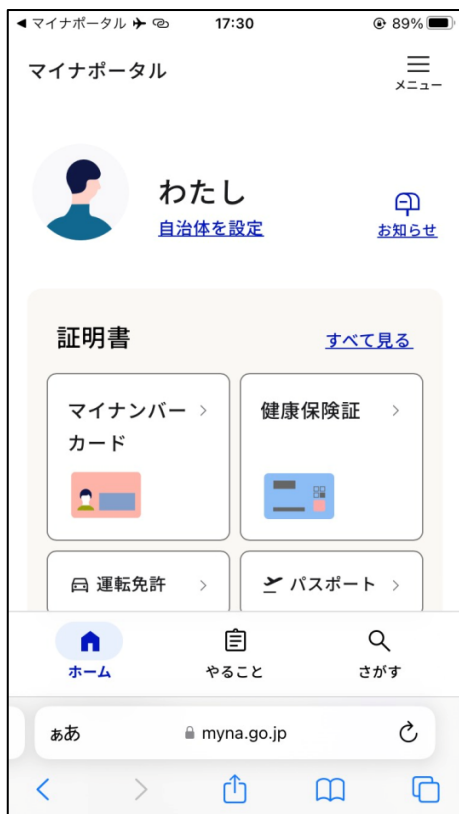 マイナポータル
17:30
89%
マイナポータル
メニュー
わたし
自治体を設定
お知らせ
証明書
すべて見る
マイナンバーカード
健康保険証
運転免許
パスポート
ホーム
やること
さがす
ぁあ
myna.go.jp